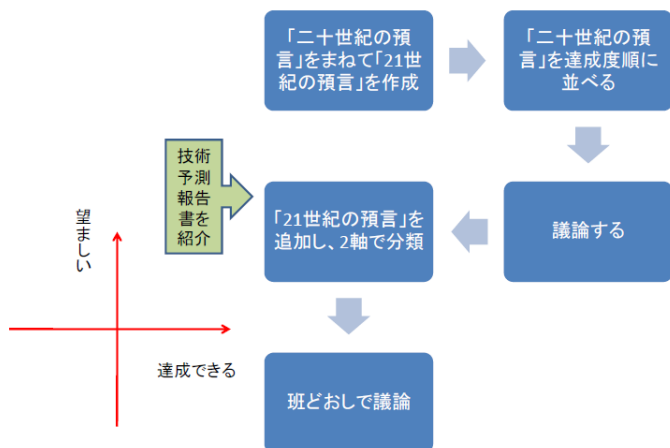 「二十世紀の預
言」をまねて「21世
紀の預言」を作成
「二十世紀の預
言」を達成度順に
並べる
技術
予測
報告
書を
紹介
「21世紀の預言」を
追加し、2軸で分類
議論する
望ましい
達成できる
班どおしで議論